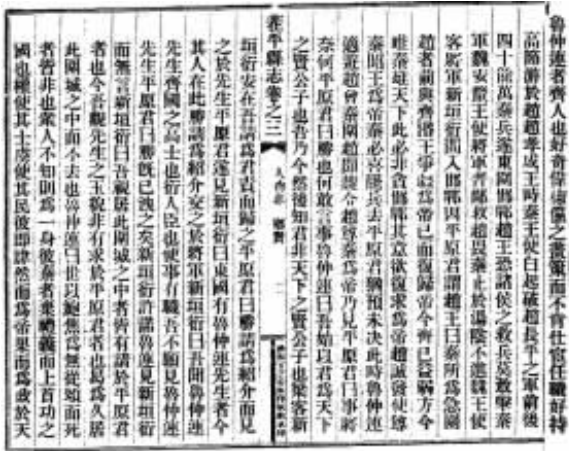 魯仲連者齊人也好奇偉俶儻之畫策而不肯仕宦任職好持
高節游於趙趙孝成王時秦王使白起破趙長平之軍前後
四十餘萬秦兵遂東圍邯鄲趙王恐諸侯之救兵莫敢擊秦
軍魏安釐王使將軍晉鄙救趙畏秦止於湯陰不進魏王使
客將軍新垣衍間入邯鄲因平原君謂趙王曰秦所為急圍
趙者前與齊湣王爭彊為帝已而復歸帝今齊已益弱方今
唯秦雄天下此必非貪邯鄲其意欲復求為帝趙誠發使尊
秦昭王為帝秦必喜罷兵去平原君猶預未決此時魯仲連
適游趙會秦圍趙聞魏令趙尊秦為帝乃見平原君曰事將
奈何平原君曰勝也何敢言事魯仲連曰吾始以君為天下
之賢公子也吾乃今然後知君非天下之賢公子也梁客新
茌平縣志卷之三 人物志 鄉賢 二
垣衍安在吾請為君責而歸之平原君曰勝請為紹介而見
之於先生平原君遂見新垣衍曰東國有魯仲連先生者今
其人在此勝請為紹介交之於將軍新垣衍曰吾聞魯仲連
先生齊國之高士也衍人臣也使事有職吾不願見魯仲連
先生平原君曰勝既已洩之矣新垣衍許諾魯連見新垣衍
而無言新垣衍曰吾視居此圍城之中者皆有請於平原君
者也今吾觀先生之玉貌非有求於平原君者也曷為久居
此圍城之中而不去也魯仲連曰世以鮑焦為無從頌而死
者皆非也衆人不知則為一身彼秦者棄禮義而上首功之
國也權使其士虜使其民彼即肆然而為帝過而為政於天